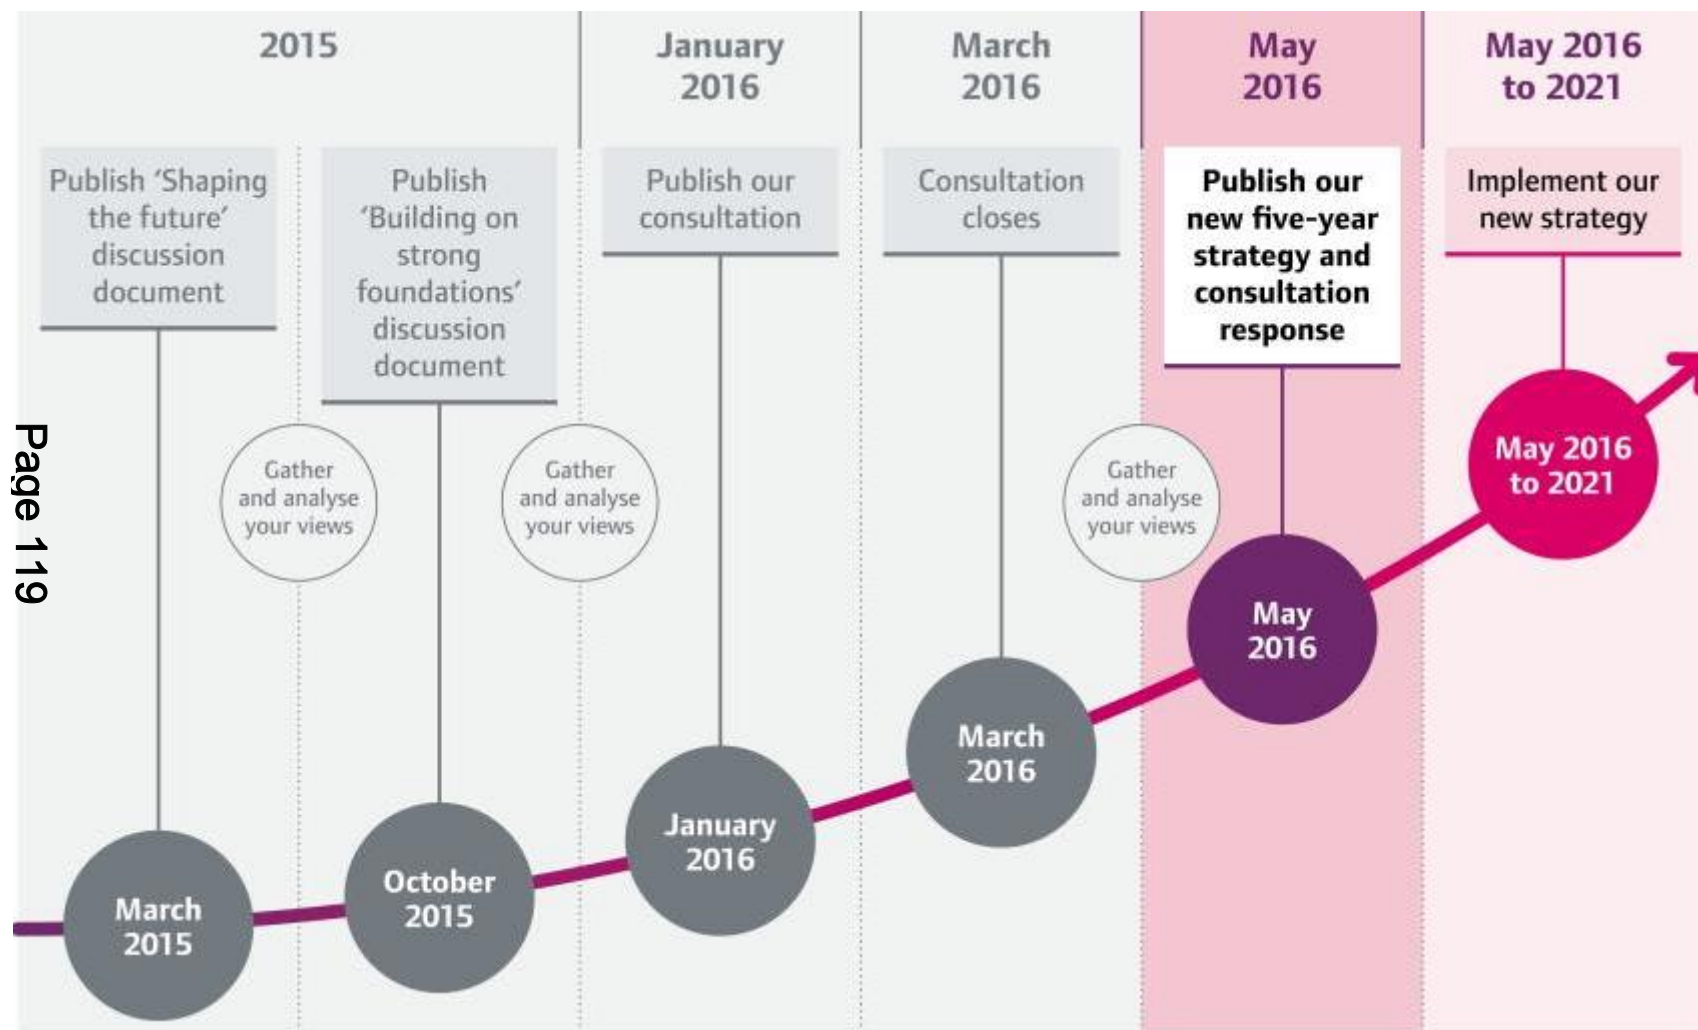 2015
January
2016
March
2016
May
2016
May 2016
to 2021
Publish ‘Shaping
the future’
discussion
document
Publish
‘Building on
strong
foundations’
discussion
document
Publish our
consultation
Consultation
closes
Publish our
new five-year
strategy and
consultation
response
Implement our
new strategy
Gather
and analyse
your views
Gather
and analyse
your views
Gather
and analyse
your views
March
2015
October
2015
January
2016
March
2016
May
2016
May 2016
to 2021
Page 119